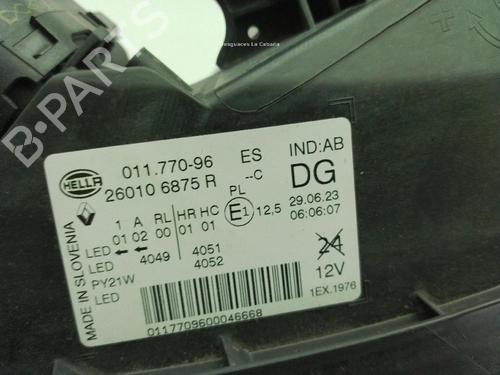 Desguaces La Cabaña
B-PARTS
HELLA
011.770-96 ES IND:AB
26010 6875 R --C DG
PL
1 A RL HR HC E1 12,5 29.06.23
01 02 00 01 01 06:06:07
LED 4049 4051
LED 4052
24
PY21W 12V
LED 1EX.1976
MADE IN SLOVENIA
0117709600046668